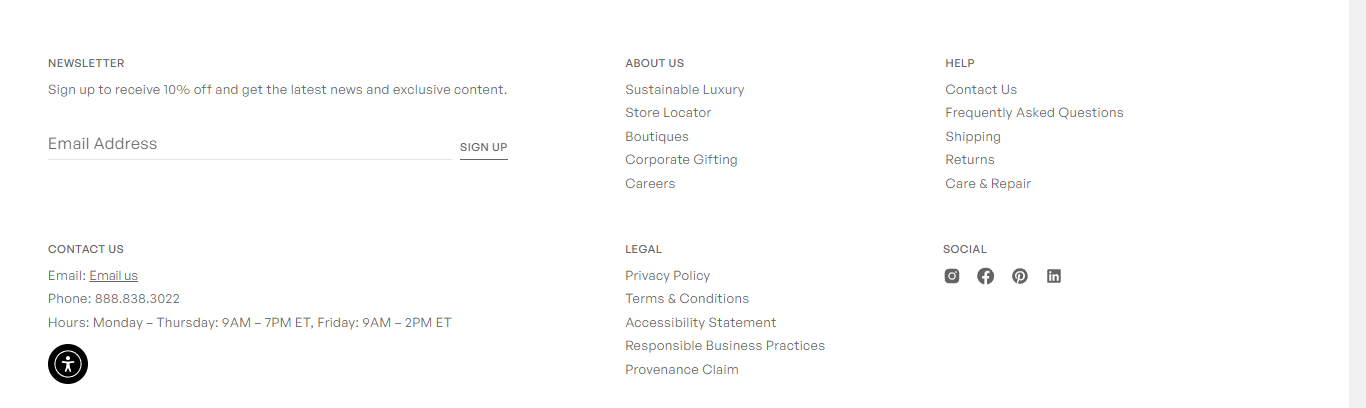 NEWSLETTER
Sign up to receive 10% off and get the latest news and exclusive content.
Email Address
SIGN UP
ABOUT US
Sustainable Luxury
Store Locator
Boutiques
Corporate Gifting
Careers
HELP
Contact Us
Frequently Asked Questions
Shipping
Returns
Care & Repair
CONTACT US
Email: Email us
Phone: 888.838.3022
Hours: Monday – Thursday: 9AM – 7PM ET, Friday: 9AM – 2PM ET
LEGAL
Privacy Policy
Terms & Conditions
Accessibility Statement
Responsible Business Practices
Provenance Claim
SOCIAL